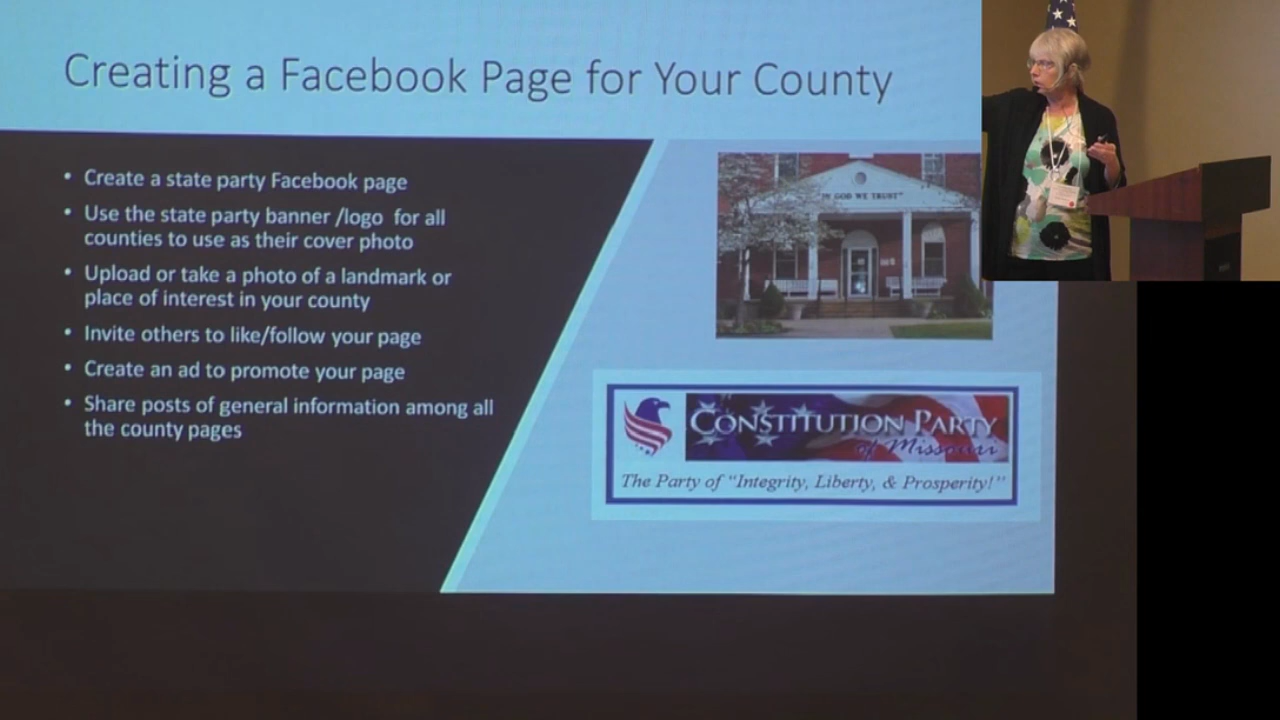 Creating a Facebook Page for Your County
• Create a state party Facebook page
• Use the state party banner /logo for all
counties to use as their cover photo
• Upload or take a photo of a landmark or
place of interest in your county
• Invite others to like/follow your page
• Create an ad to promote your page
• Share posts of general information among all
the county pages
IN GOD WE TRUST"
CONSTITUTION PARTY
of Missouri
The Party of “Integrity, Liberty, & Prosperity!”